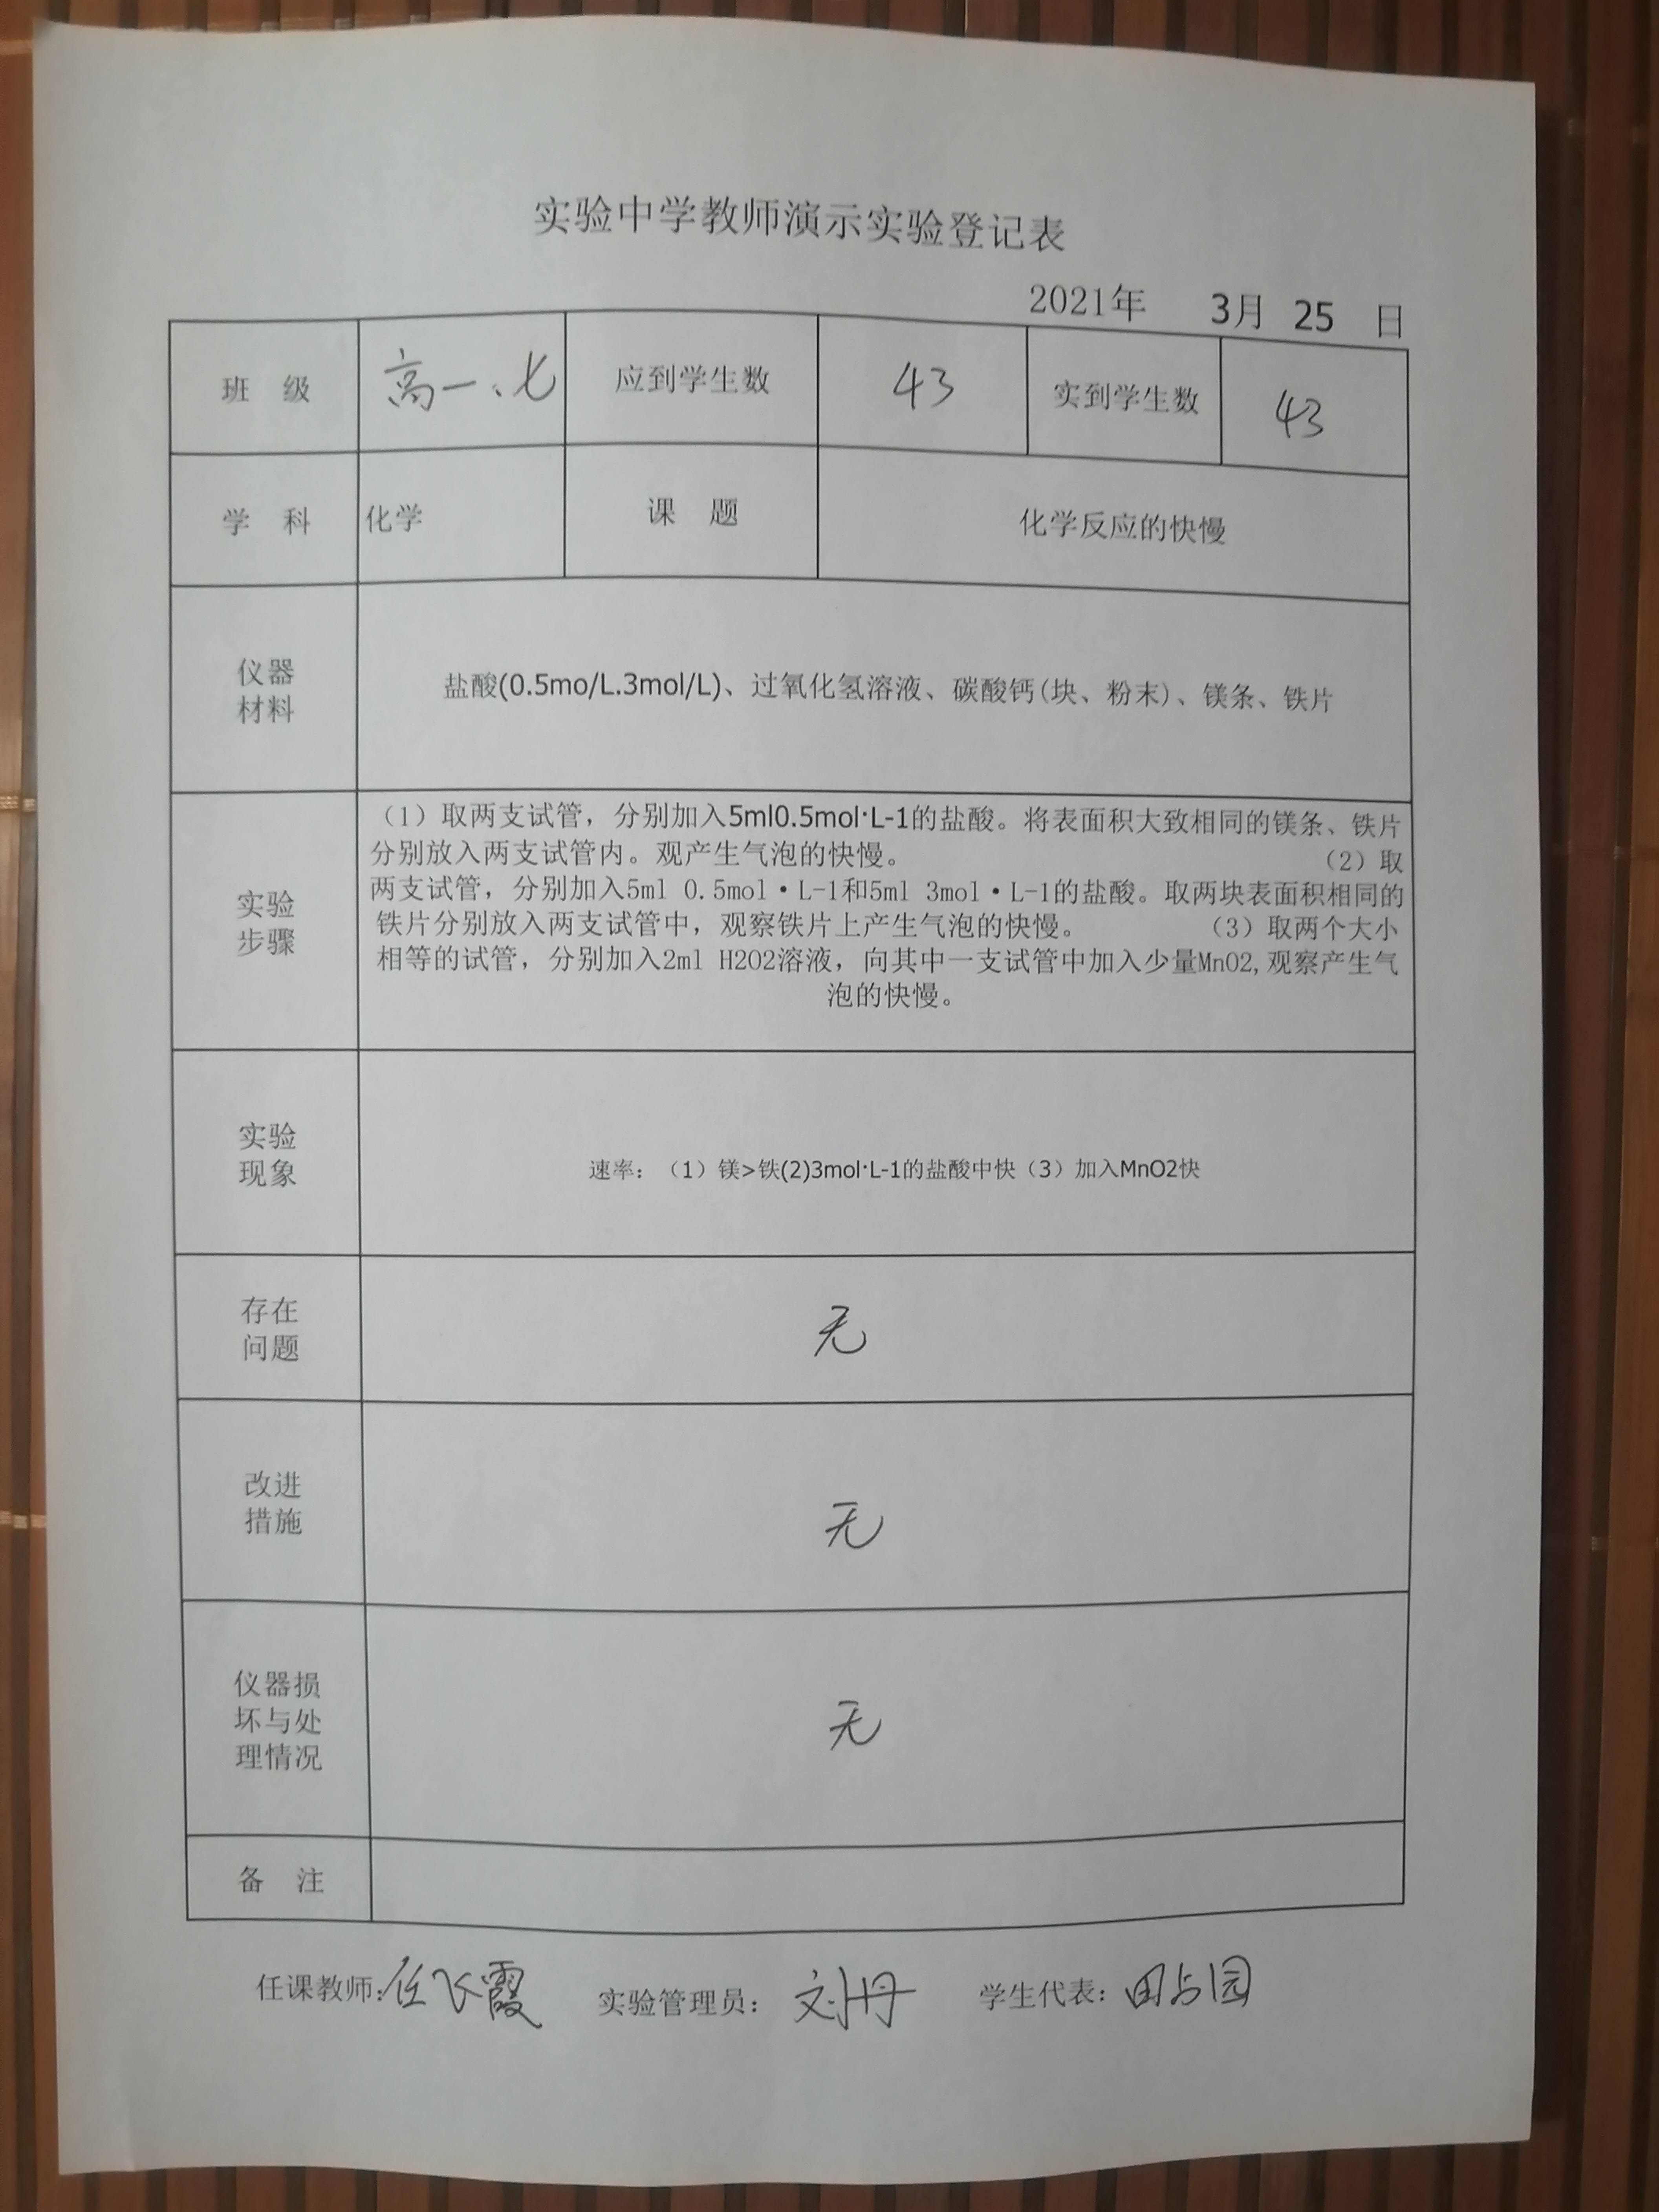 实验中学教师演示实验登记表
2021年 3月 25 日
班 级 高一、七 应到学生数 43 实到学生数 43
学 科 化学 课 题 化学反应的快慢
仪器
材料
盐酸(0.5mo/L.3mol/L)、过氧化氢溶液、碳酸钙(块、粉末)、镁条、铁片
实验
步骤
（1）取两支试管，分别加入5ml0.5mol·L-1的盐酸。将表面积大致相同的镁条、铁片
分别放入两支试管内。观产生气泡的快慢。 （2）取
两支试管，分别加入5ml 0.5mol·L-1和5ml 3mol·L-1的盐酸。取两块表面积相同的
铁片分别放入两支试管中，观察铁片上产生气泡的快慢。 （3）取两个大小
相等的试管，分别加入2ml H2O2溶液，向其中一支试管中加入少量MnO2,观察产生气
泡的快慢。
实验
现象
速率：（1）镁>铁(2)3mol·L-1的盐酸中快（3）加入MnO2快
存在
问题
无
改进
措施
无
仪器损
坏与处
理情况
无
备 注
任课教师:任飞霞 实验管理员：刘丹 学生代表：田占园